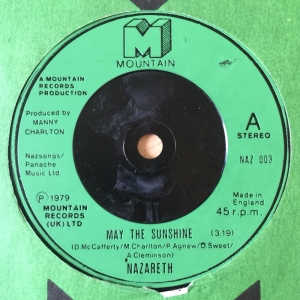 MOUNTAIN
A MOUNTAIN
RECORDS
PRODUCTION
Produced by
MANNY
CHARLTON
Nazsongs/
Panache
Music Ltd
Ⓟ 1979
MOUNTAIN
RECORDS
(UK) LTD
A
STEREO
NAZ 003
Made in
England
45 r.p.m.
MAY THE SUNSHINE (3.19)
(D.McCafferty/M.Charlton/P.Agnew/D.Sweet/
A Cleminson)
NAZARETH